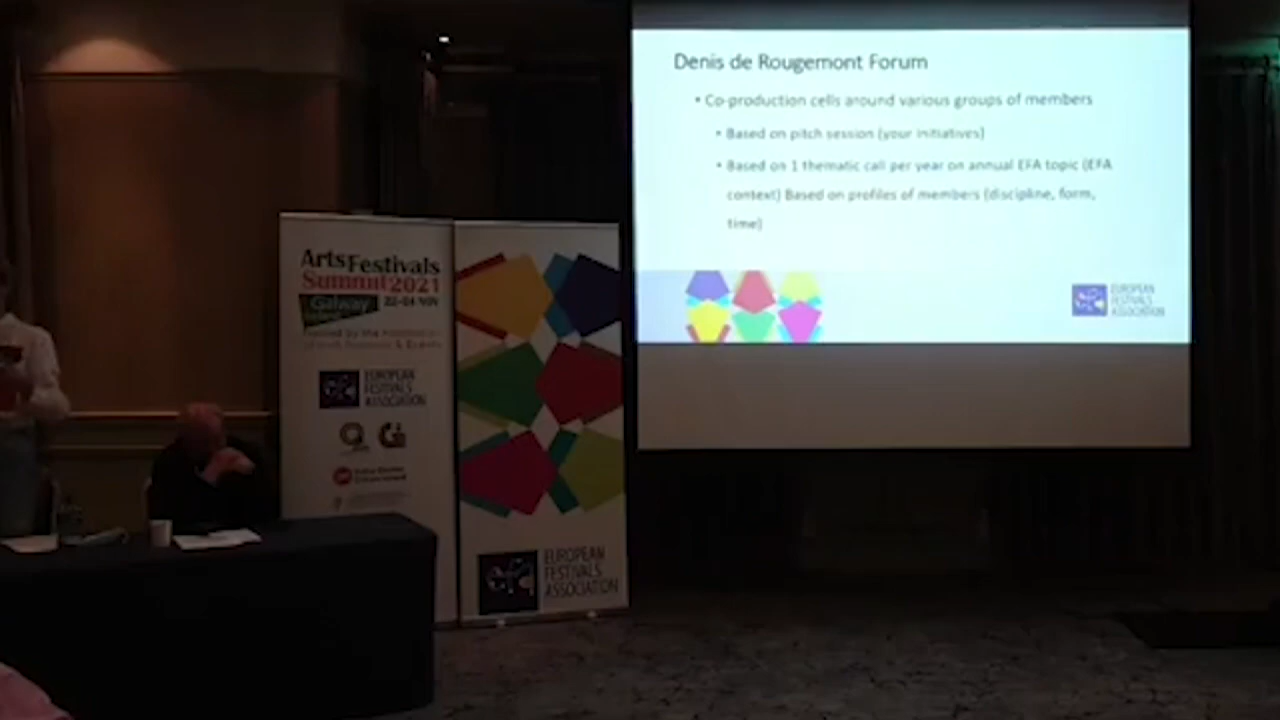 Denis de Rougemont Forum
• Co-production cells around various groups of members
• Based on pitch session (your initiatives)
• Based on 1 thematic call per year on annual EFA topic (EFA
context) Based on profiles of members (discipline, form,
time)
EUROPEAN
FESTIVALS
ASSOCIATION
Arts Festivals
Summit 2021
Galway
22-24 NOV
EUROPEAN
FESTIVALS
ASSOCIATION
EUROPEAN
FESTIVALS
ASSOCIATION